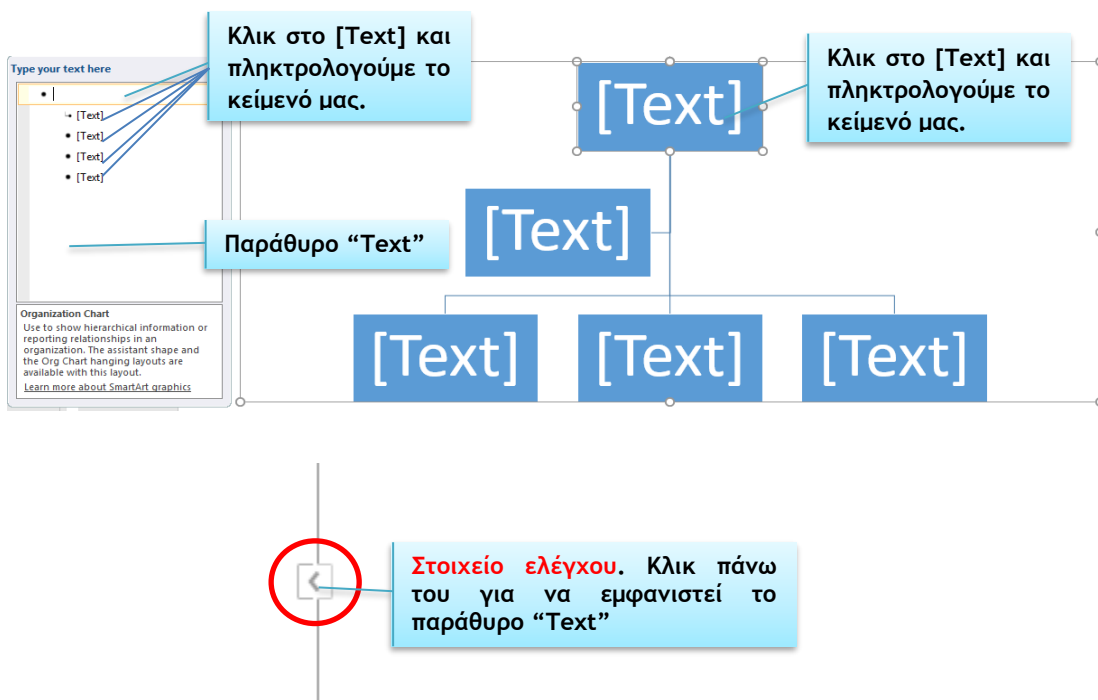 Κλικ στο [Text] και
πληκτρολογούμε το
κείμενό μας.
Type your text here
[Text]
[Text]
[Text]
[Text]
Παράθυρο “Text”
Organization Chart
Use to show hierarchical information or
reporting relationships in an
organization. The assistant shape and
the Org Chart hanging layouts are
available with this layout.
Learn more about SmartArt graphics
[Text]
Κλικ στο [Text] και
πληκτρολογούμε το
κείμενό μας.
[Text]
[Text] [Text] [Text]
Στοιχείο ελέγχου. Κλικ πάνω
του για να εμφανιστεί το
παράθυρο “Text”